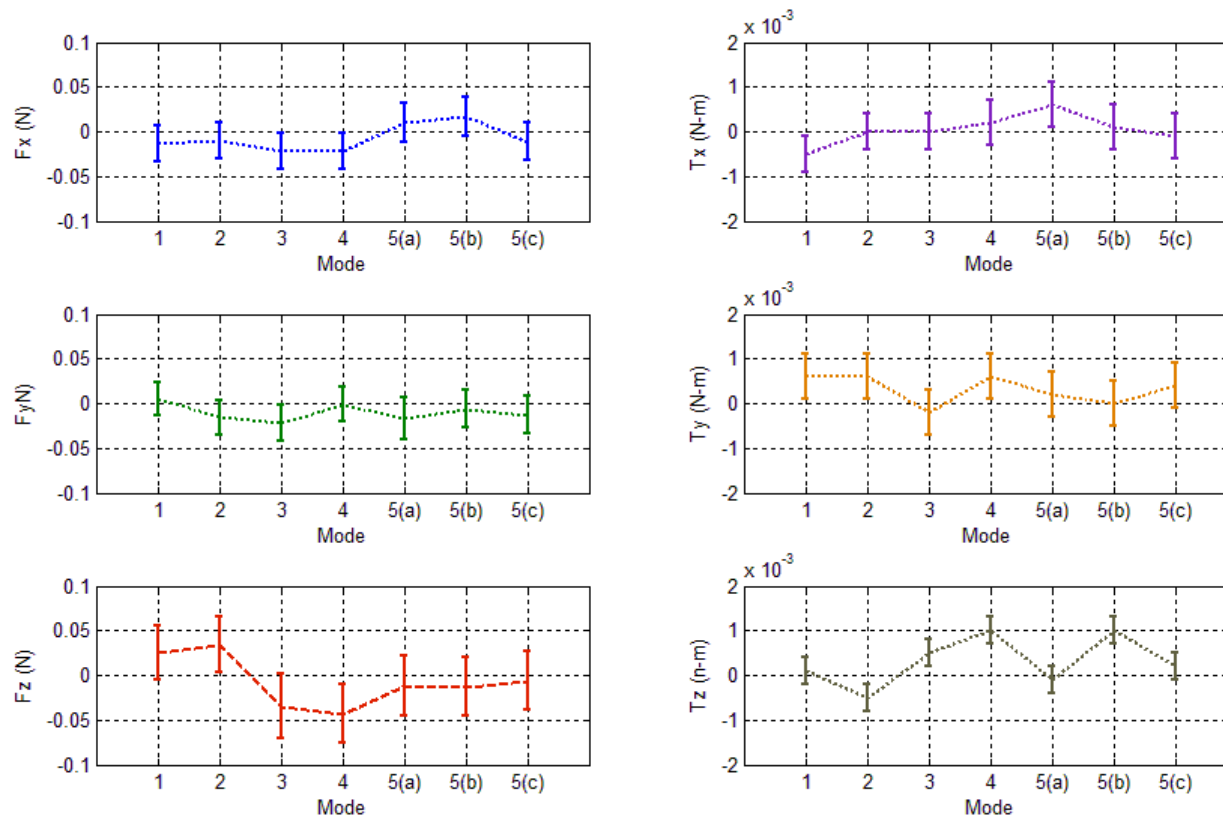 0.1
0.05
0
-0.05
-0.1
Fx (N)
1 2 3 4 5(a) 5(b) 5(c)
Mode
x 10^-3
2
1
0
-1
-2
Tx (N-m)
1 2 3 4 5(a) 5(b) 5(c)
Mode
0.1
0.05
0
-0.05
-0.1
FyN)
1 2 3 4 5(a) 5(b) 5(c)
Mode
x 10^-3
2
1
0
-1
-2
Ty (N-m)
1 2 3 4 5(a) 5(b) 5(c)
Mode
0.1
0.05
0
-0.05
-0.1
Fz (N)
1 2 3 4 5(a) 5(b) 5(c)
Mode
x 10^-3
2
1
0
-1
-2
Tz (n-m)
1 2 3 4 5(a) 5(b) 5(c)
Mode